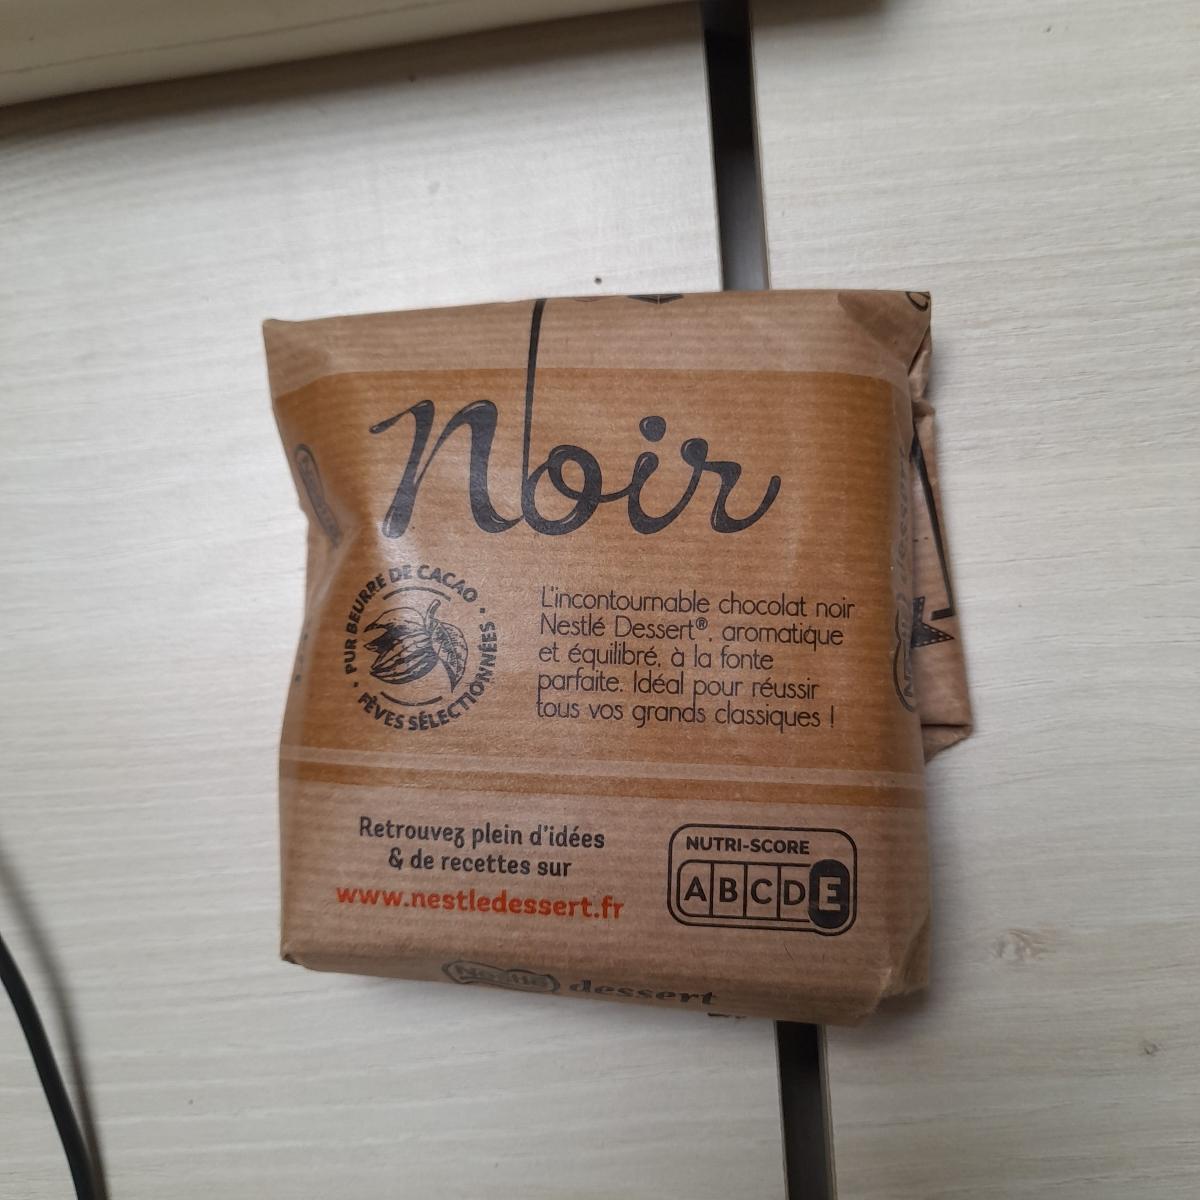 Noir
PUR BEURRE DE CACAO •
FÈVES SÉLECTIONNÉES •
L'incontournable chocolat noir
Nestlé Dessert®, aromatique
et équilibré, à la fonte
parfaite. Idéal pour réussir
tous vos grands classiques !
Retrouvez plein d'idées
& de recettes sur
www.nestledessert.fr
NUTRI-SCORE
A B C D E
Nestlé dessert